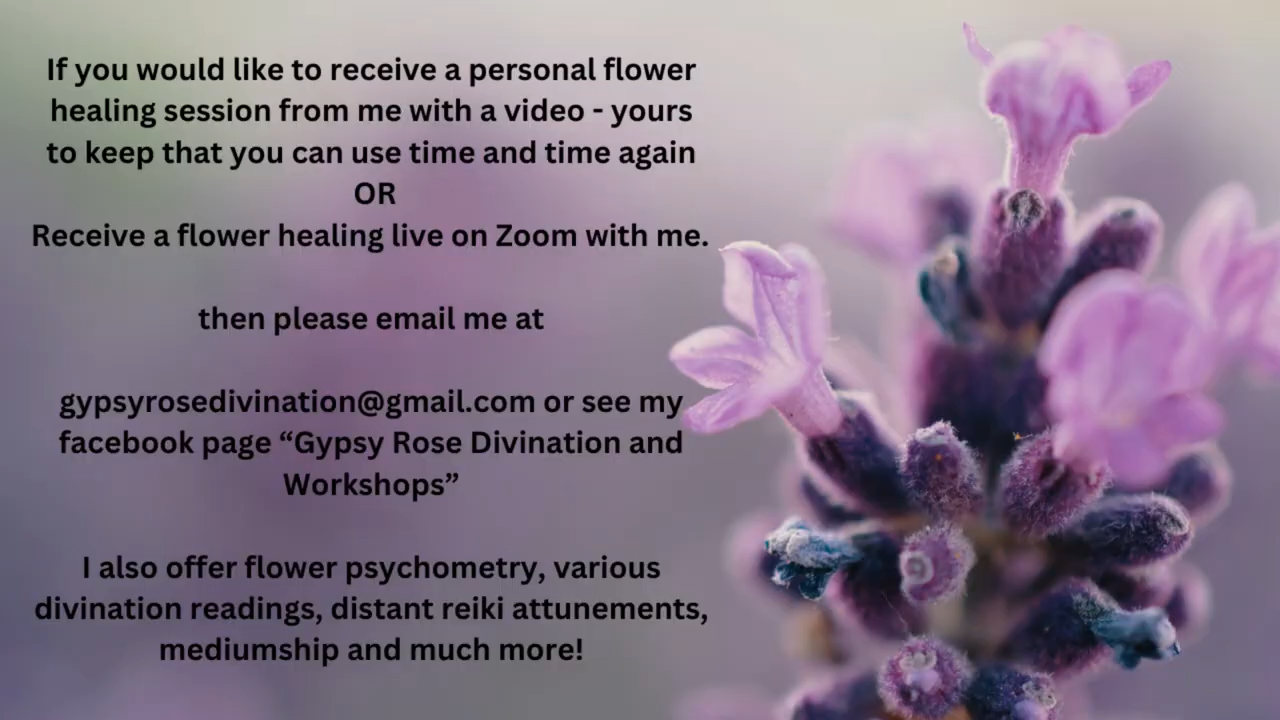 If you would like to receive a personal flower
healing session from me with a video - yours
to keep that you can use time and time again
OR
Receive a flower healing live on Zoom with me.
then please email me at
gypsyrosedivination@gmail.com or see my
facebook page “Gypsy Rose Divination and
Workshops”
I also offer flower psychometry, various
divination readings, distant reiki attunements,
mediumship and much more!